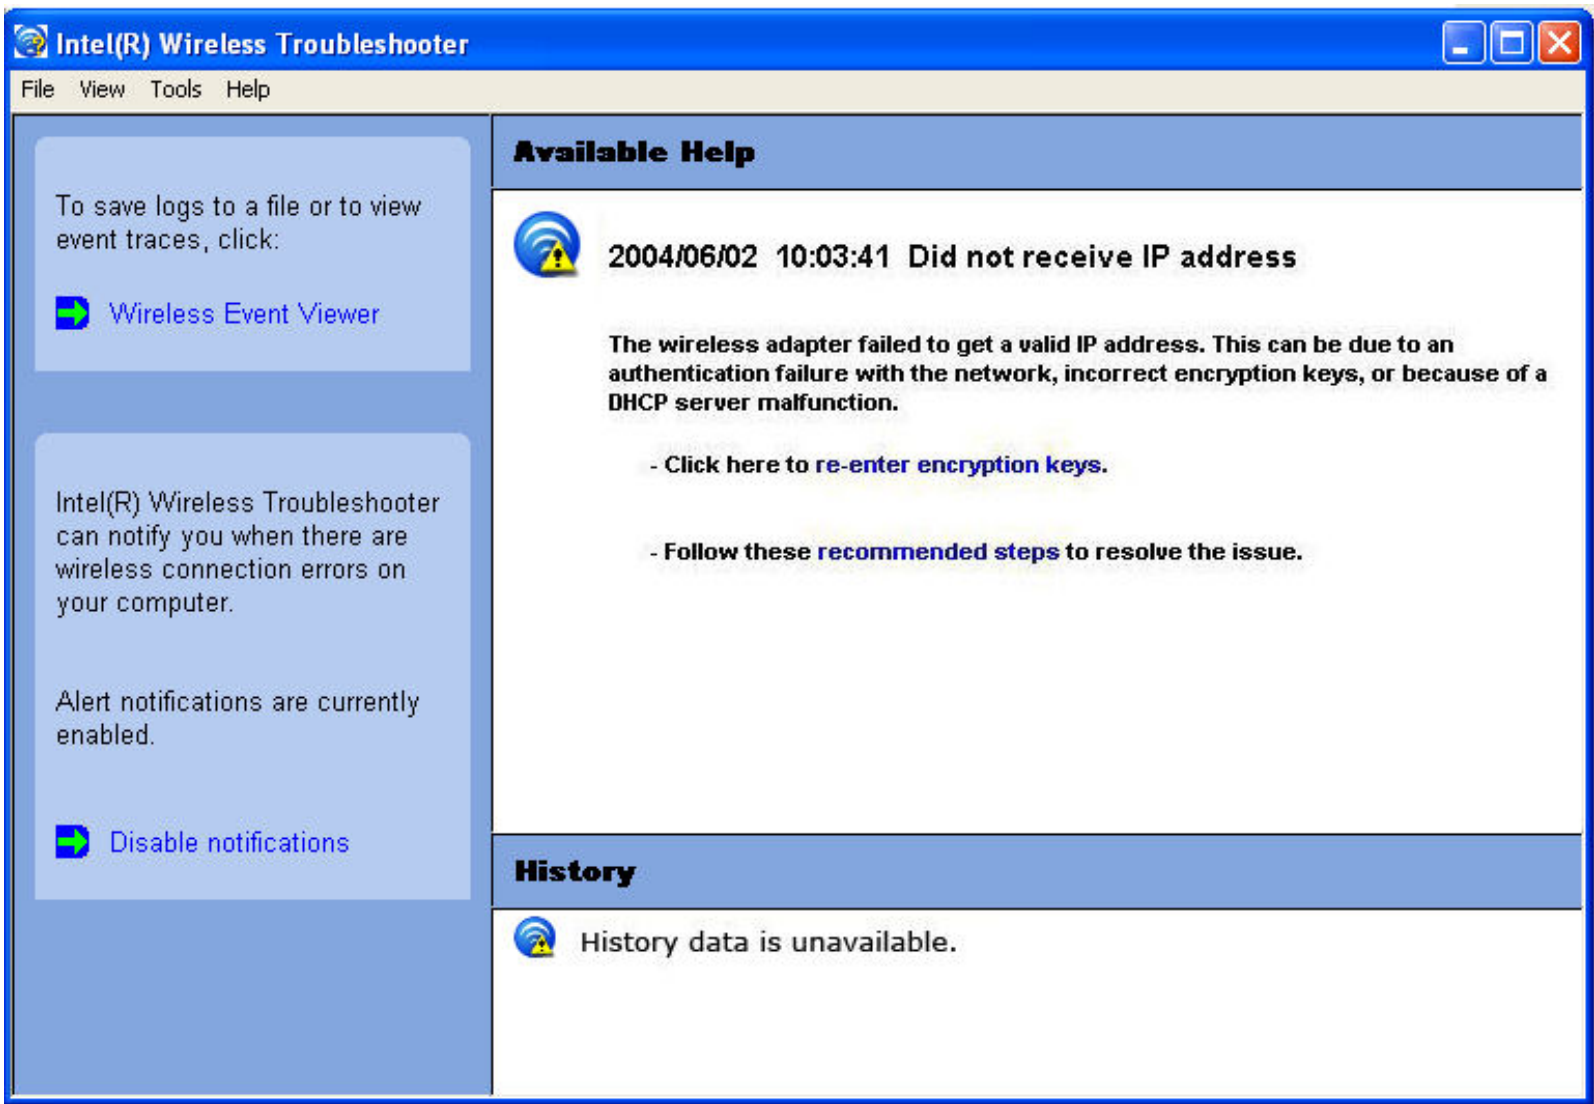 Intel(R) Wireless Troubleshooter
File View Tools Help
To save logs to a file or to view
event traces, click:
Wireless Event Viewer
Intel(R) Wireless Troubleshooter
can notify you when there are
wireless connection errors on
your computer.
Alert notifications are currently
enabled.
Disable notifications
Available Help
2004/06/02 10:03:41 Did not receive IP address
The wireless adapter failed to get a valid IP address. This can be due to an
authentication failure with the network, incorrect encryption keys, or because of a
DHCP server malfunction.
- Click here to re-enter encryption keys.
- Follow these recommended steps to resolve the issue.
History
History data is unavailable.